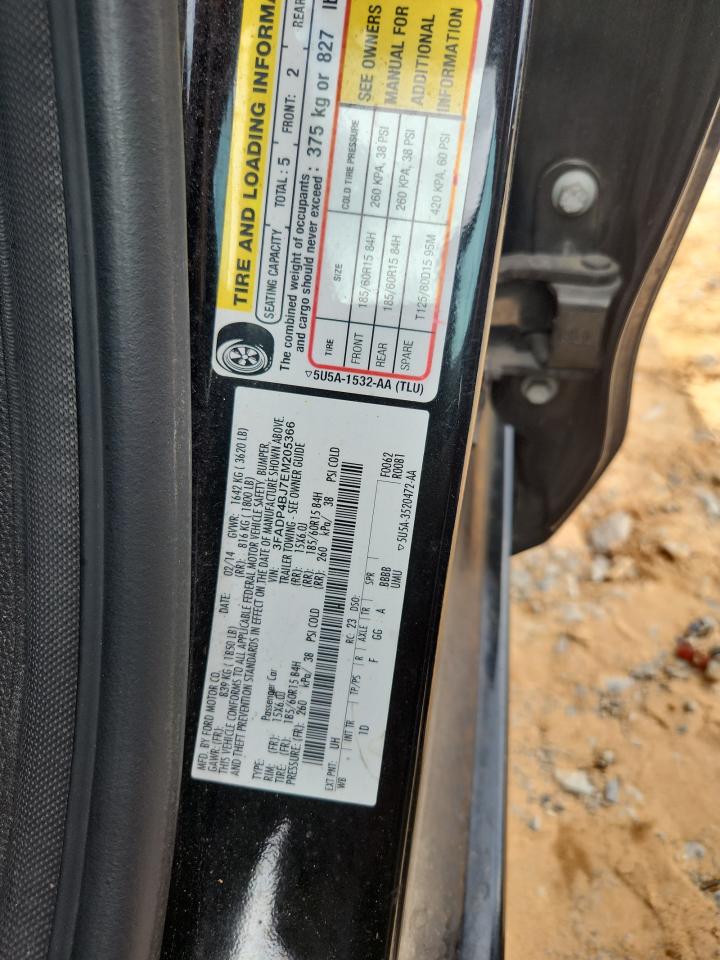 TIRE AND LOADING INFORMA
SEATING CAPACITY TOTAL: 5 FRONT: 2 REAR
The combined weight of occupants
and cargo should never exceed: 375 kg or 827
TIRE SIZE COLD TIRE PRESSURE SEE OWNERS
FRONT 185/60R15 84H 260 KPA, 38 PSI MANUAL FOR
REAR 185/60R15 84H 260 KPA, 38 PSI ADDITIONAL
SPARE T125/80D15 95M 420 KPA, 60 PSI INFORMATION
5U5A-1532-AA (TLU)
MFD. BY FORD MOTOR CO.
DATE: 02/14 GVWR: 1642 KG ( 3620 LB)
GAWR: (FR): 839 KG ( 1850 LB) (RR): 816 KG ( 1800 LB)
THIS VEHICLE CONFORMS TO ALL APPLICABLE FEDERAL MOTOR VEHICLE SAFETY, BUMPER,
AND THEFT PREVENTION STANDARDS IN EFFECT ON THE DATE OF MANUFACTURE SHOWN ABOVE.
VIN: 3FADP4BJ7EM205366
TYPE: Passenger Car TRAILER TOWING - SEE OWNER GUIDE
RIM: (FR): 15X6.0J (RR): 15X6.0J
TIRE: (FR): 185/60R15 84H (RR): 185/60R15 84H
PRESSURE: (FR): 260 kPa/ 38 PSI COLD (RR): 260 kPa/ 38 PSI COLD
EXT PNT: UH RC: 23 DSO: F0062
WB INT TR TP/PS R AXLE TR SPR R0081
1D F GG A BBBB
UMU
5U5A-3520472-AA